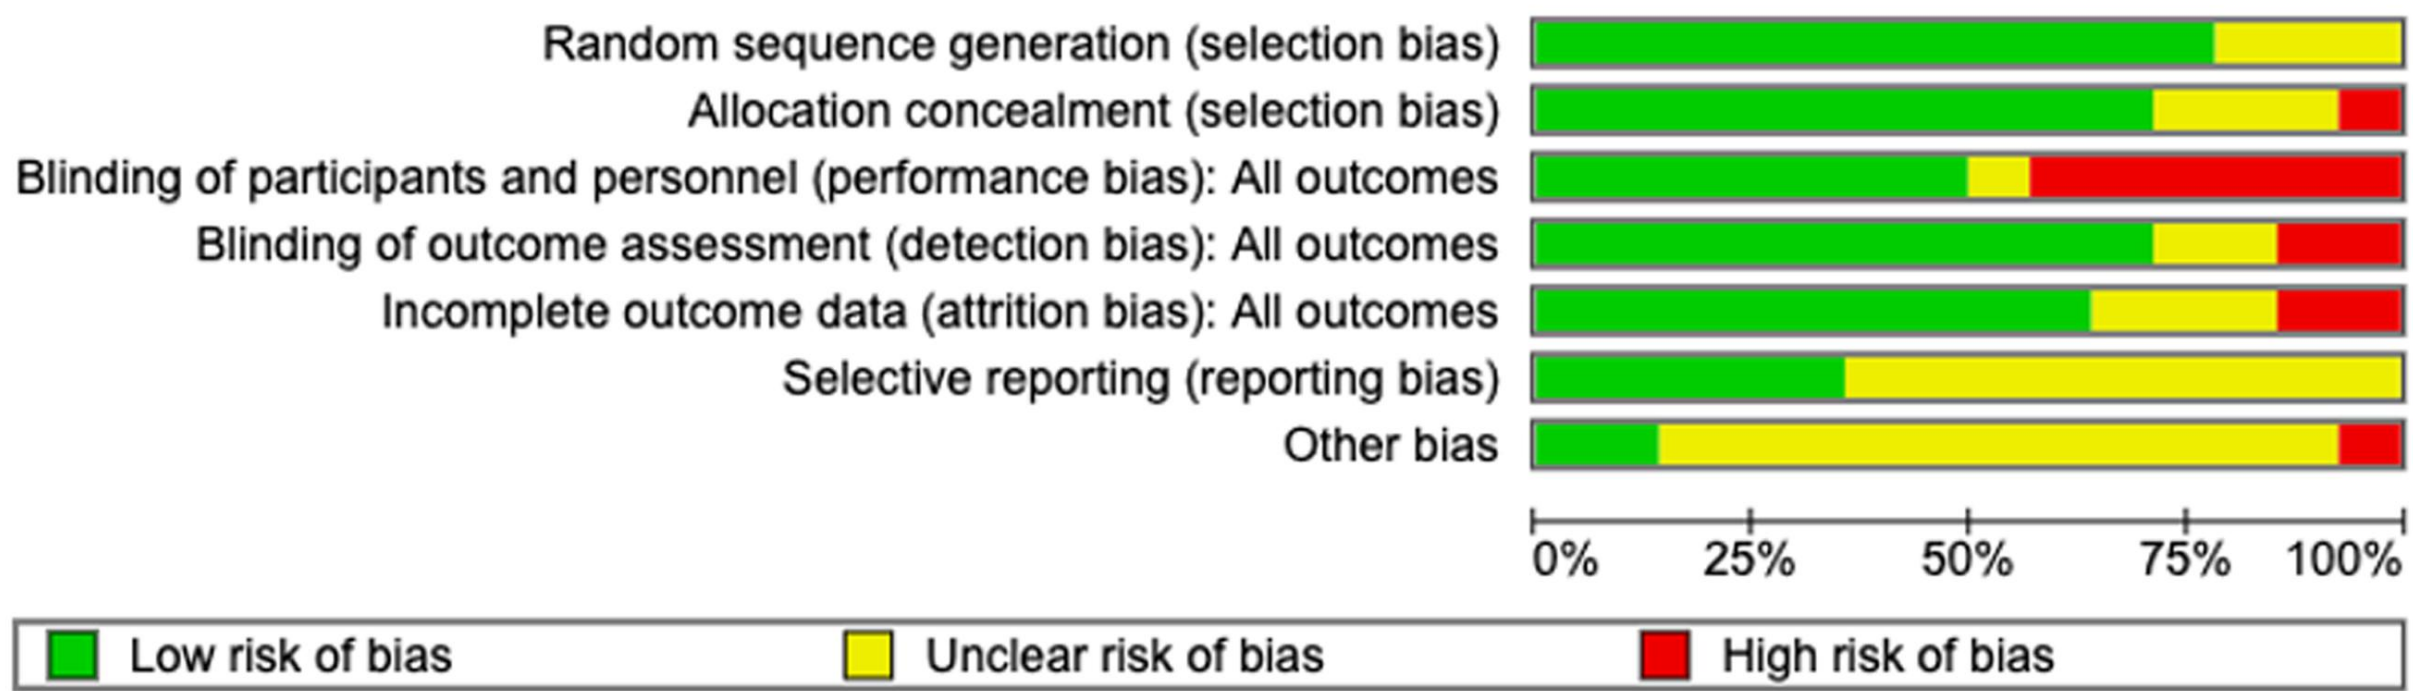 Random sequence generation (selection bias)
Allocation concealment (selection bias)
Blinding of participants and personnel (performance bias): All outcomes
Blinding of outcome assessment (detection bias): All outcomes
Incomplete outcome data (attrition bias): All outcomes
Selective reporting (reporting bias)
Other bias
0% 25% 50% 75% 100%
Low risk of bias Unclear risk of bias High risk of bias